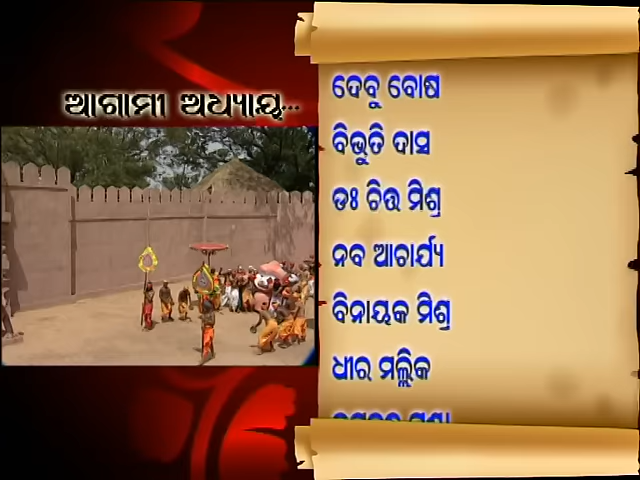 ଆଗାମୀ ଅଧ୍ୟାୟ...
ଦେବୁ ବୋଷ
ବିଭୁତି ଦାସ
ଡଃ ଚିତ୍ତ ମିଶ୍ର
ନବ ଆଚାର୍ଯ୍ୟ
ବିନାୟକ ମିଶ୍ର
ଧୀର ମଲ୍ଲିକ